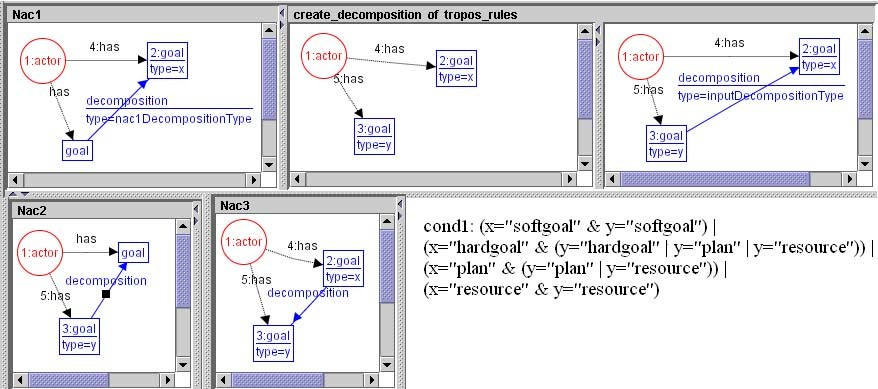 Nac1
1:actor
4:has
2:goal
type=x
has
decomposition
type=nac1DecompositionType
goal
create_decomposition of tropos_rules
1:actor
4:has
2:goal
type=x
5:has
3:goal
type=y
1:actor
4:has
2:goal
type=x
decomposition
type=inputDecompositionType
5:has
3:goal
type=y
Nac2
1:actor
has
goal
decomposition
5:has
3:goal
type=y
Nac3
1:actor
4:has
2:goal
type=x
5:has
decomposition
3:goal
type=y
cond1: (x="softgoal" & y="softgoal") |
(x="hardgoal" & (y="hardgoal" | y="plan" | y="resource")) |
(x="plan" & (y="plan" | y="resource")) |
(x="resource" & y="resource")